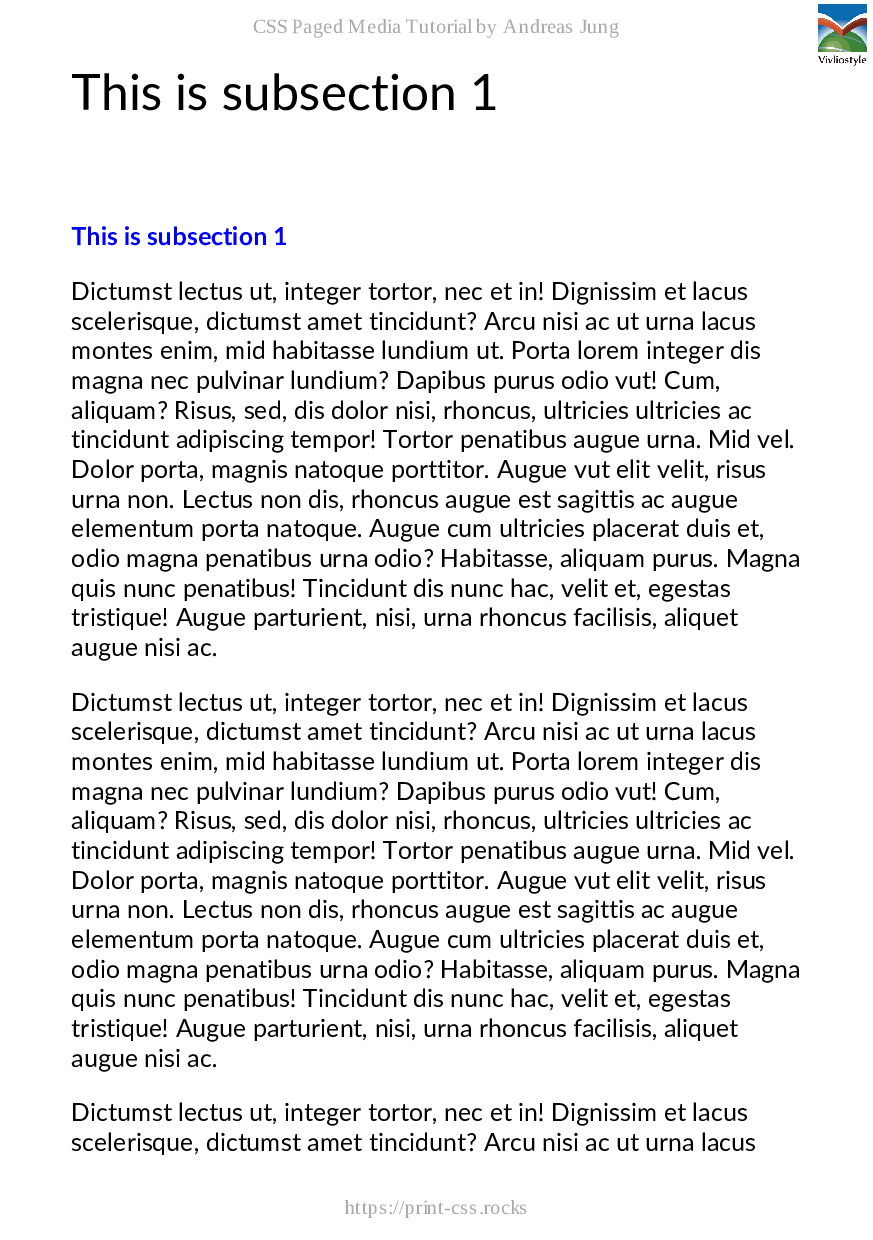 CSS Paged Media Tutorial by Andreas Jung
Vivliostyle
This is subsection 1
This is subsection 1
Dictumst lectus ut, integer tortor, nec et in! Dignissim et lacus
scelerisque, dictumst amet tincidunt? Arcu nisi ac ut urna lacus
montes enim, mid habitasse lundium ut. Porta lorem integer dis
magna nec pulvinar lundium? Dapibus purus odio vut! Cum,
aliquam? Risus, sed, dis dolor nisi, rhoncus, ultricies ultricies ac
tincidunt adipiscing tempor! Tortor penatibus augue urna. Mid vel.
Dolor porta, magnis natoque porttitor. Augue vut elit velit, risus
urna non. Lectus non dis, rhoncus augue est sagittis ac augue
elementum porta natoque. Augue cum ultricies placerat duis et,
odio magna penatibus urna odio? Habitasse, aliquam purus. Magna
quis nunc penatibus! Tincidunt dis nunc hac, velit et, egestas
tristique! Augue parturient, nisi, urna rhoncus facilisis, aliquet
augue nisi ac.
Dictumst lectus ut, integer tortor, nec et in! Dignissim et lacus
scelerisque, dictumst amet tincidunt? Arcu nisi ac ut urna lacus
montes enim, mid habitasse lundium ut. Porta lorem integer dis
magna nec pulvinar lundium? Dapibus purus odio vut! Cum,
aliquam? Risus, sed, dis dolor nisi, rhoncus, ultricies ultricies ac
tincidunt adipiscing tempor! Tortor penatibus augue urna. Mid vel.
Dolor porta, magnis natoque porttitor. Augue vut elit velit, risus
urna non. Lectus non dis, rhoncus augue est sagittis ac augue
elementum porta natoque. Augue cum ultricies placerat duis et,
odio magna penatibus urna odio? Habitasse, aliquam purus. Magna
quis nunc penatibus! Tincidunt dis nunc hac, velit et, egestas
tristique! Augue parturient, nisi, urna rhoncus facilisis, aliquet
augue nisi ac.
Dictumst lectus ut, integer tortor, nec et in! Dignissim et lacus
scelerisque, dictumst amet tincidunt? Arcu nisi ac ut urna lacus
https://print-css.rocks